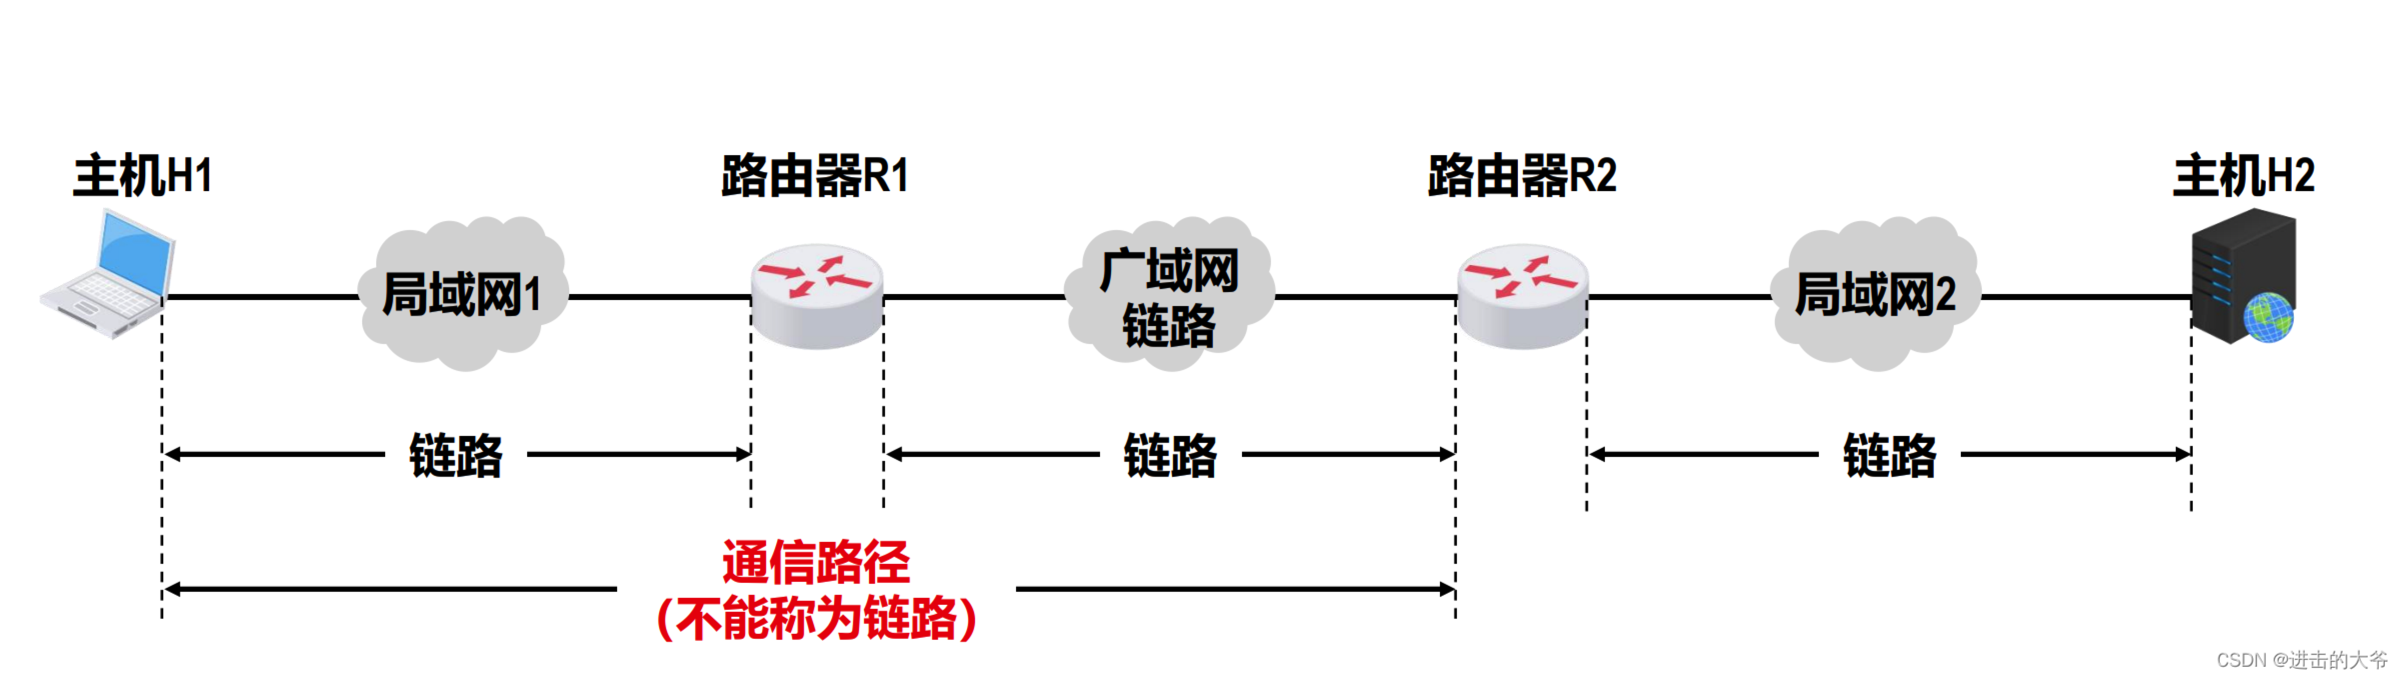 主机H1
路由器R1
路由器R2
主机H2
局域网1
广域网
链路
局域网2
链路
链路
链路
通信路径
(不能称为链路)
CSDN @进击的大爷